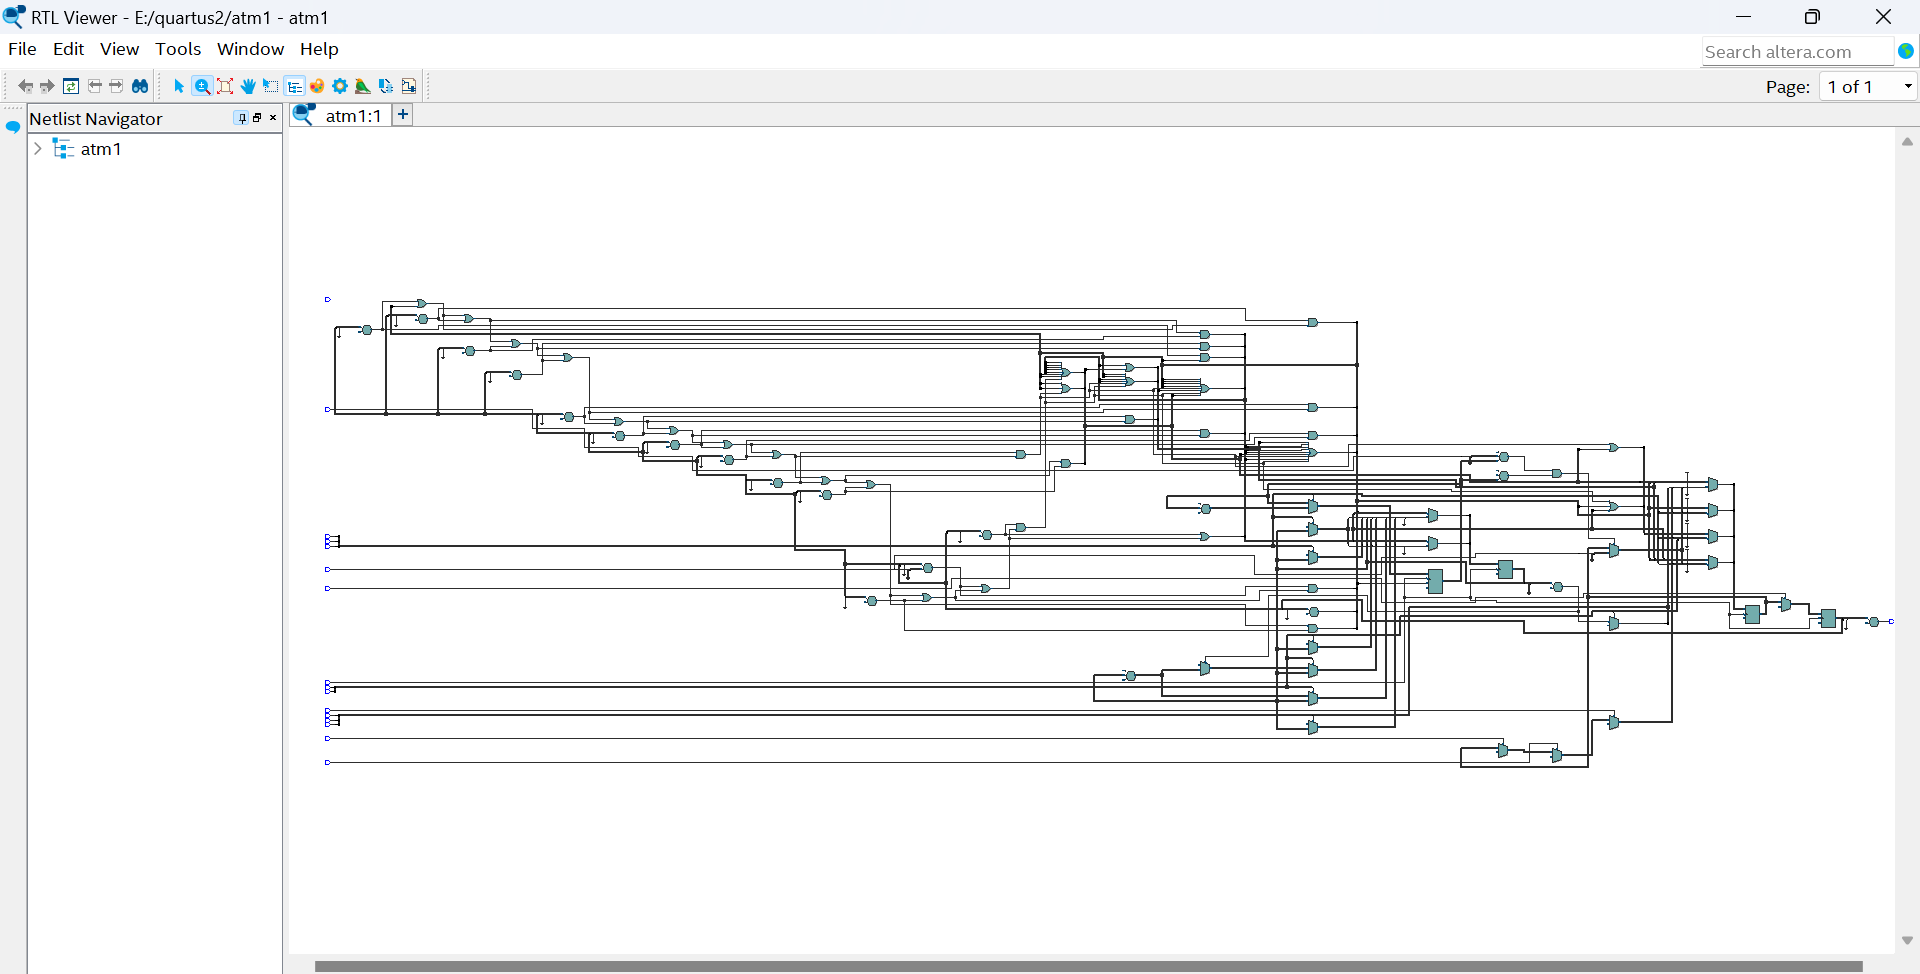 RTL Viewer - E:/quartus2/atm1 - atm1
File Edit View Tools Window Help
Search altera.com
Page: 1 of 1
Netlist Navigator
atm1:1
+
atm1